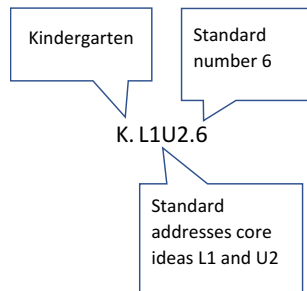 Kindergarten
Standard
number 6
K. L1U2.6
Standard
addresses core
ideas L1 and U2